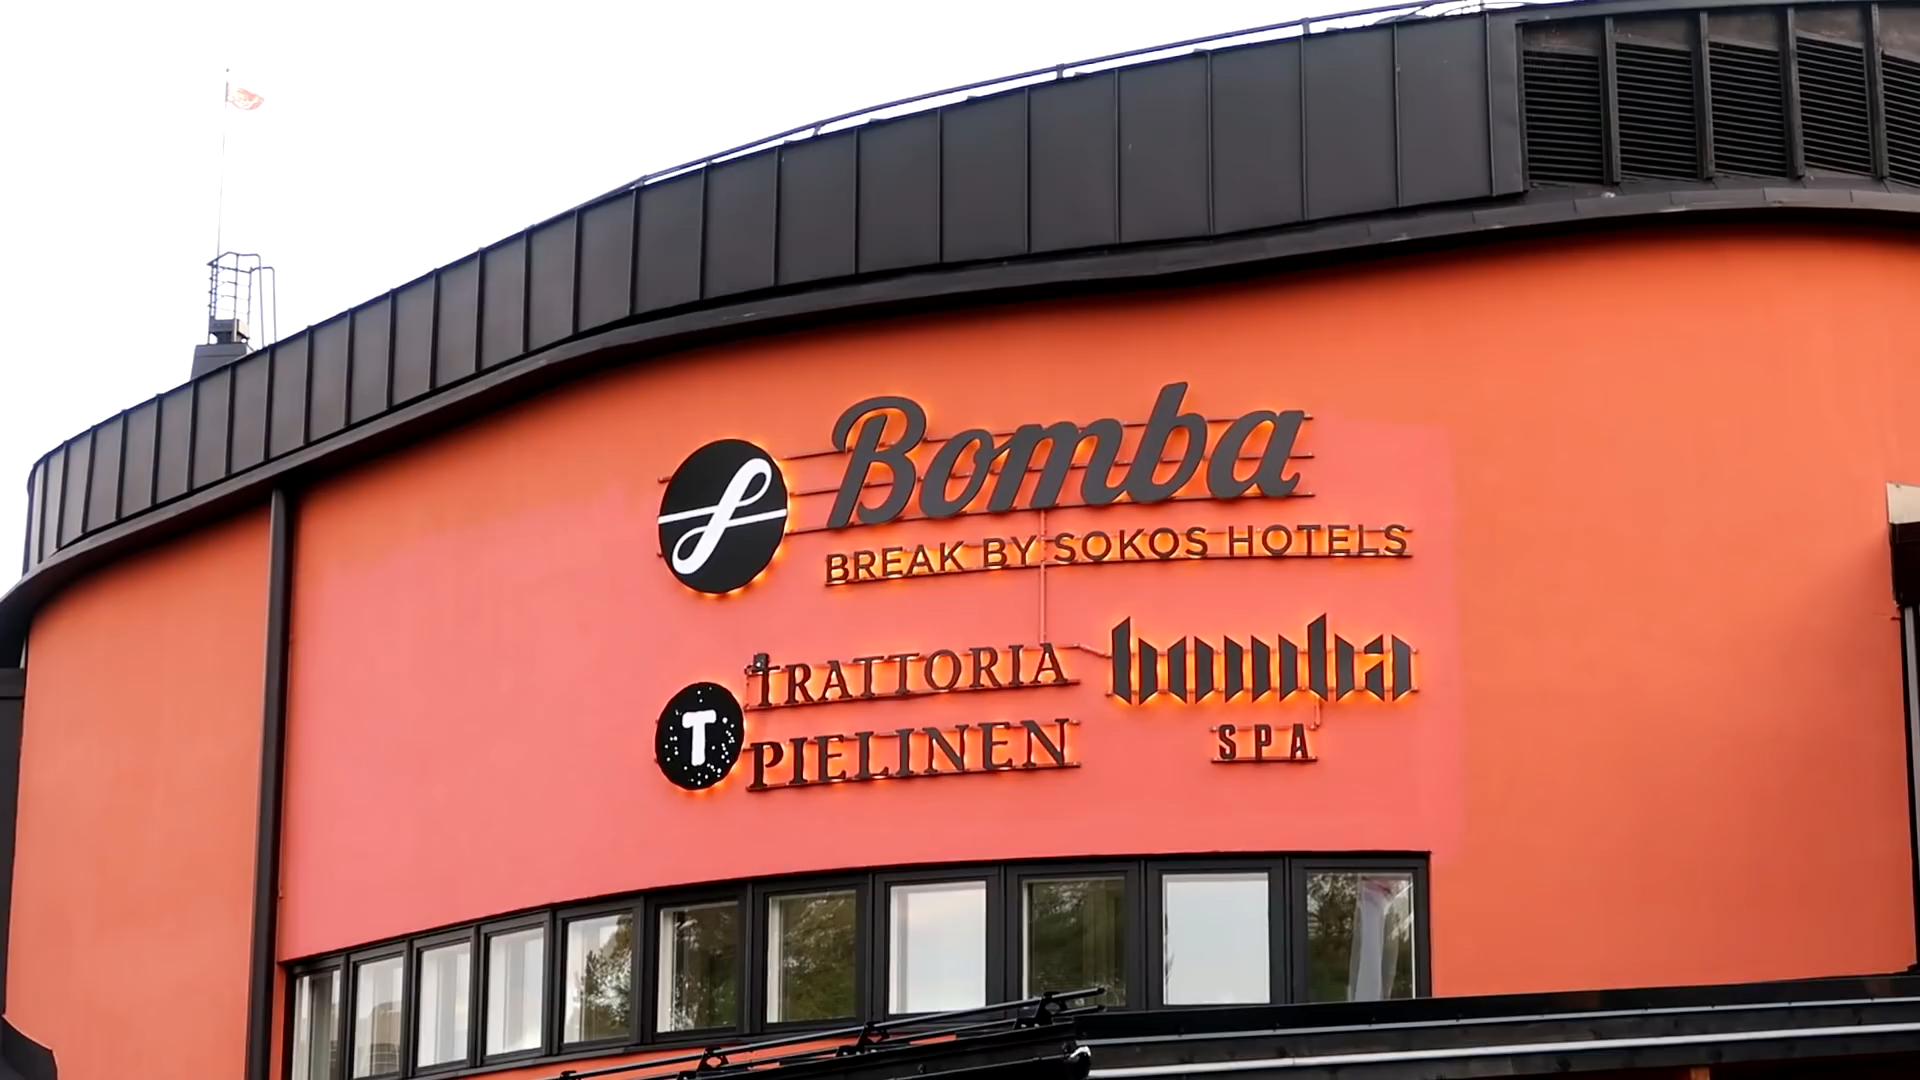 Bomba
BREAK BY SOKOS HOTELS
T
TRATTORIA
PIELINEN
bomba
SPA